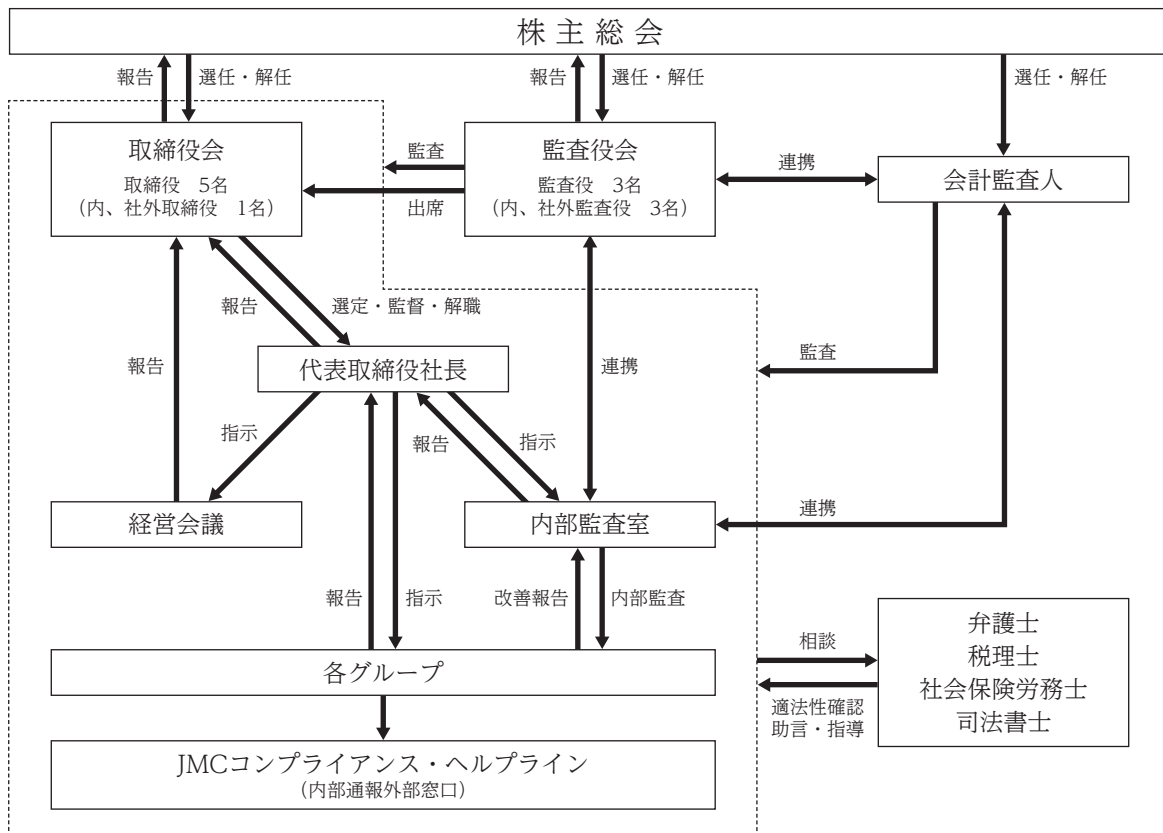 株主総会
報告
選任・解任
報告
選任・解任
選任・解任
取締役会
取締役　5名
（内、社外取締役　1名）
監査
出席
監査役会
監査役　3名
（内、社外監査役　3名）
連携
会計監査人
報告
選定・監督・解職
報告
代表取締役社長
連携
監査
指示
報告
指示
経営会議
内部監査室
連携
報告
指示
改善報告
内部監査
各グループ
相談
適法性確認
助言・指導
弁護士
税理士
社会保険労務士
司法書士
JMCコンプライアンス・ヘルプライン
（内部通報外部窓口）